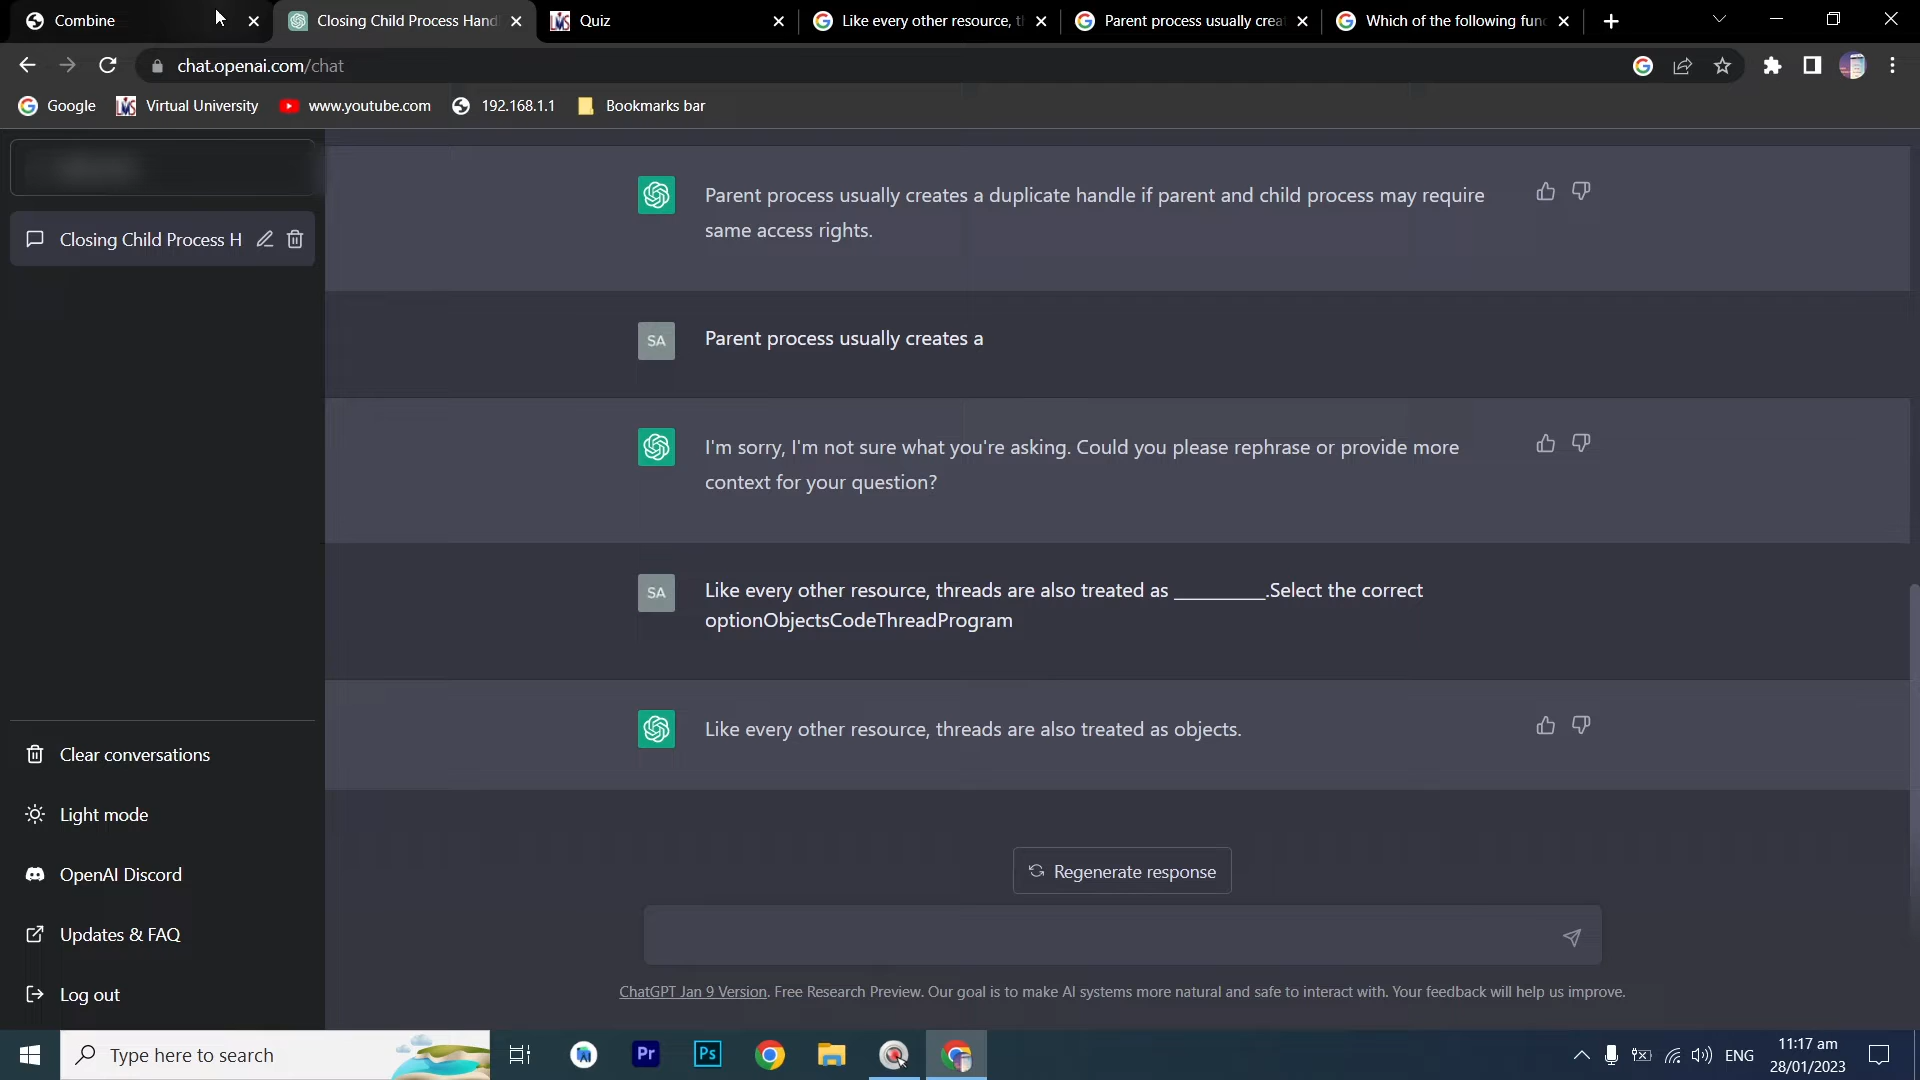 Combine
Closing Child Process Hand
Quiz
Like every other resource, t
Parent process usually crea
Which of the following fun
chat.openai.com/chat
Google
Virtual University
www.youtube.com
192.168.1.1
Bookmarks bar
Closing Child Process H
Parent process usually creates a duplicate handle if parent and child process may require
same access rights.
SA
Parent process usually creates a
I'm sorry, I'm not sure what you're asking. Could you please rephrase or provide more
context for your question?
SA
Like every other resource, threads are also treated as __________.Select the correct
optionObjectsCodeThreadProgram
Like every other resource, threads are also treated as objects.
Clear conversations
Light mode
OpenAI Discord
Updates & FAQ
Log out
Regenerate response
ChatGPT Jan 9 Version. Free Research Preview. Our goal is to make AI systems more natural and safe to interact with. Your feedback will help us improve.
Type here to search
Pr
Ps
ENG
11:17 am
28/01/2023